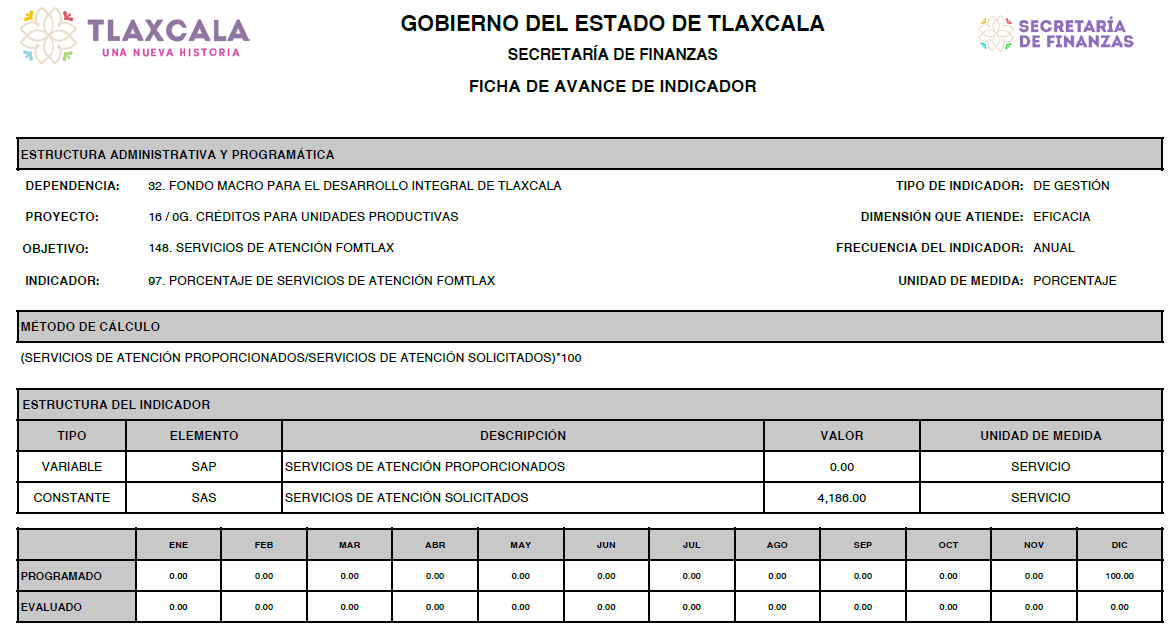 TLAXCALA
UNA NUEVA HISTORIA
GOBIERNO DEL ESTADO DE TLAXCALA
SECRETARÍA DE FINANZAS
FICHA DE AVANCE DE INDICADOR
SECRETARÍA
DE FINANZAS
ESTRUCTURA ADMINISTRATIVA Y PROGRAMÁTICA
DEPENDENCIA: 32. FONDO MACRO PARA EL DESARROLLO INTEGRAL DE TLAXCALA TIPO DE INDICADOR: DE GESTIÓN
PROYECTO: 16 / 0G. CRÉDITOS PARA UNIDADES PRODUCTIVAS DIMENSIÓN QUE ATIENDE: EFICACIA
OBJETIVO: 148. SERVICIOS DE ATENCIÓN FOMTLAX FRECUENCIA DEL INDICADOR: ANUAL
INDICADOR: 97. PORCENTAJE DE SERVICIOS DE ATENCIÓN FOMTLAX UNIDAD DE MEDIDA: PORCENTAJE
MÉTODO DE CÁLCULO
(SERVICIOS DE ATENCIÓN PROPORCIONADOS/SERVICIOS DE ATENCIÓN SOLICITADOS)*100
ESTRUCTURA DEL INDICADOR
TIPO ELEMENTO DESCRIPCIÓN VALOR UNIDAD DE MEDIDA
VARIABLE SAP SERVICIOS DE ATENCIÓN PROPORCIONADOS 0.00 SERVICIO
CONSTANTE SAS SERVICIOS DE ATENCIÓN SOLICITADOS 4,186.00 SERVICIO
ENE FEB MAR ABR MAY JUN JUL AGO SEP OCT NOV DIC
PROGRAMADO 0.00 0.00 0.00 0.00 0.00 0.00 0.00 0.00 0.00 0.00 0.00 100.00
EVALUADO 0.00 0.00 0.00 0.00 0.00 0.00 0.00 0.00 0.00 0.00 0.00 0.00